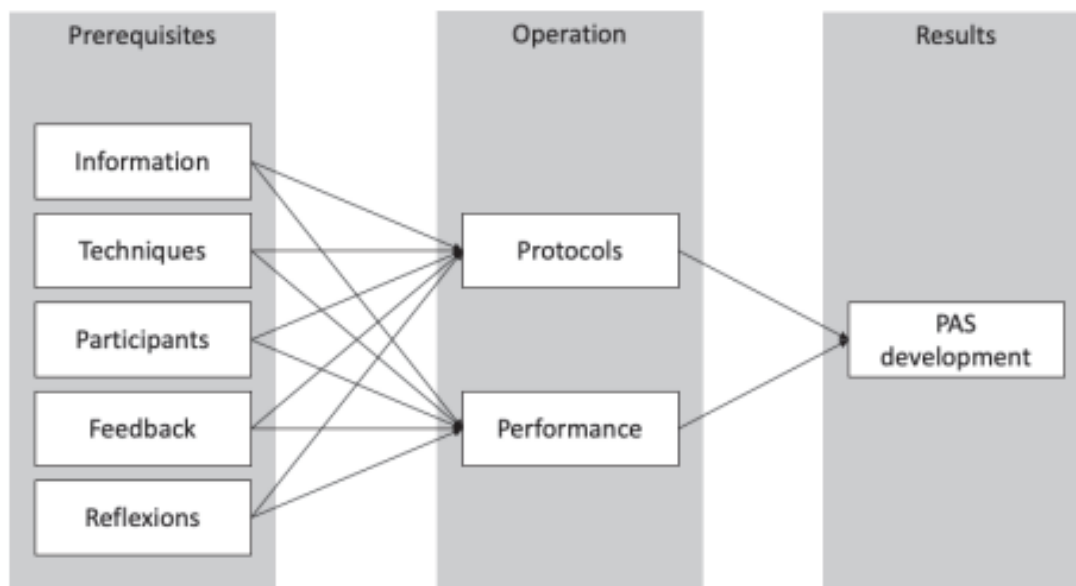 Prerequisites
Operation
Results
Information
Techniques
Participants
Feedback
Reflexions
Protocols
Performance
PAS
development